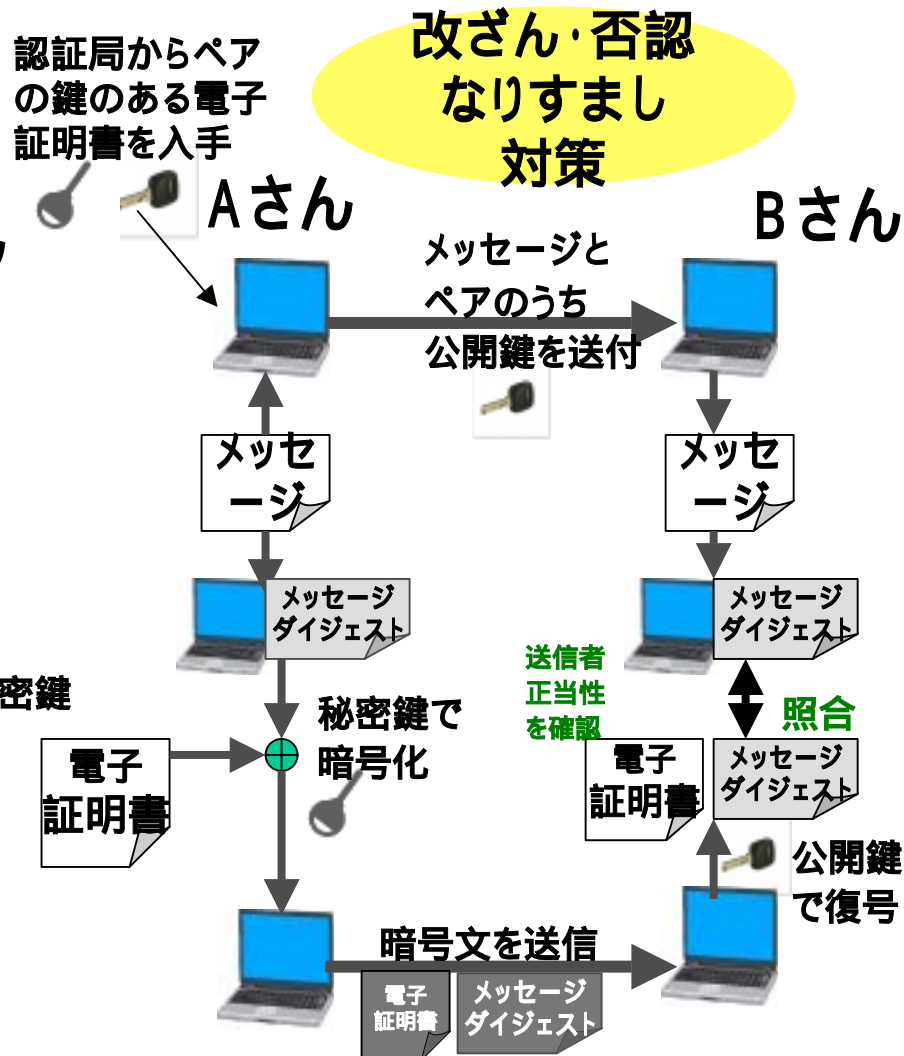 認証局からペア
の鍵のある電子
証明書を入手
改ざん・否認
なりすまし
対策
Aさん
Bさん
メッセージと
ペアのうち
公開鍵を送付
メッセ
ージ
メッセ
ージ
メッセージ
ダイジェスト
メッセージ
ダイジェスト
送信者
正当性
を確認
照合
密鍵
秘密鍵で
暗号化
電子
証明書
電子
証明書
メッセージ
ダイジェスト
公開鍵
で復号
暗号文を送信
電子
証明書
メッセージ
ダイジェスト